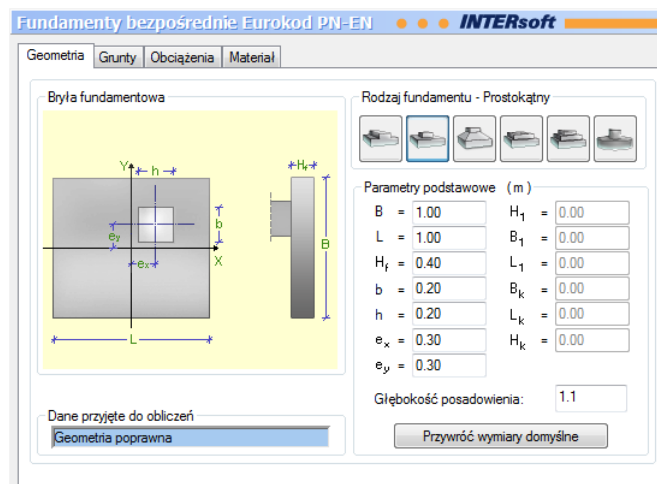 Fundamenty bezpośrednie Eurokod PN-EN INTERsoft
Geometria Grunty Obciążenia Materiał
Bryła fundamentowa
Y
h
b
ey
ex
X
L
Hf
B
Dane przyjęte do obliczeń
Geometria poprawna
Rodzaj fundamentu - Prostokątny
Parametry podstawowe (m)
B = 1.00 H1 = 0.00
L = 1.00 B1 = 0.00
Hf = 0.40 L1 = 0.00
b = 0.20 Bk = 0.00
h = 0.20 Lk = 0.00
ex = 0.30 Hk = 0.00
ey = 0.30
Głębokość posadowienia: 1.1
Przywróć wymiary domyślne